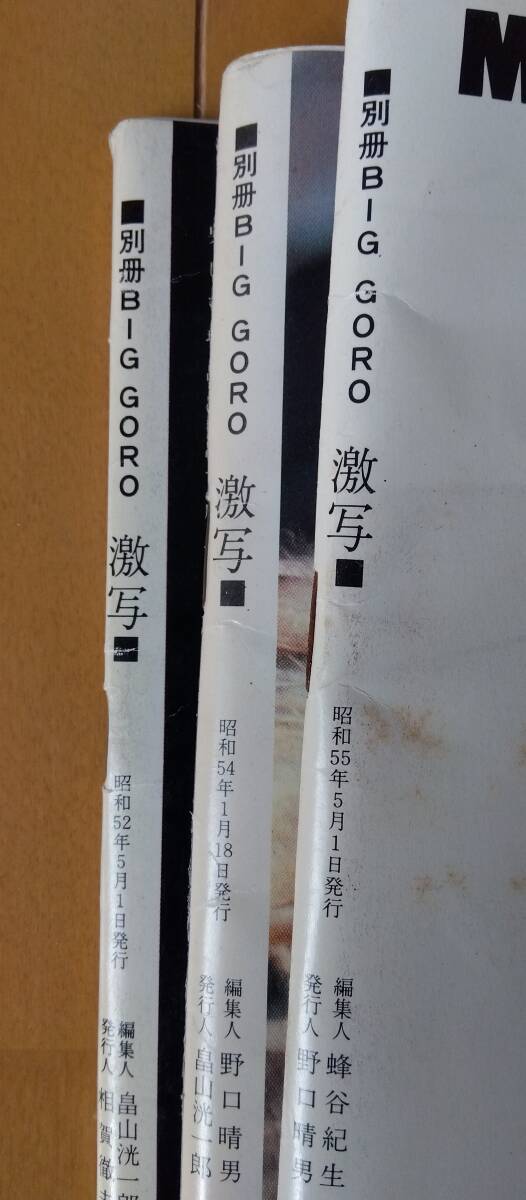 ■別冊BIG GORO 激写■
昭和52年5月1日発行
編集人 畠山洸一郎
発行人 相賀徹夫
■別冊BIG GORO 激写■
昭和54年1月18日発行
編集人 野口晴男
発行人 畠山洸一郎
■別冊BIG GORO 激写■
昭和55年5月1日発行
編集人 蜂谷紀生
発行人 野口晴男
M